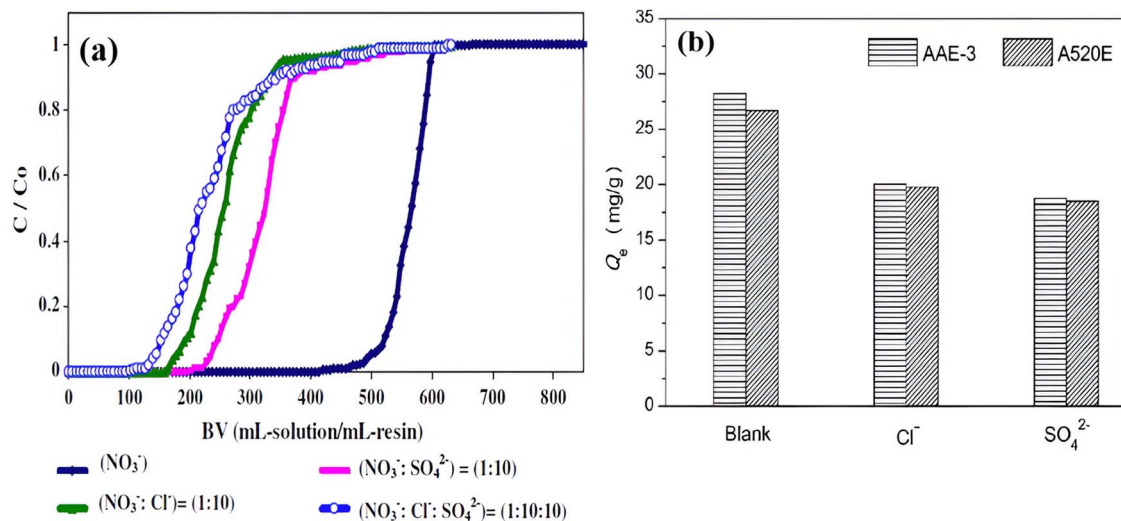 (a)
1
0.8
0.6
0.4
0.2
0
C / Co
0 100 200 300 400 500 600 700 800
BV (mL-solution/mL-resin)
(NO₃⁻) (NO₃⁻: SO₄²⁻) = (1:10)
(NO₃⁻: Cl⁻)= (1:10) (NO₃⁻: Cl⁻: SO₄²⁻) = (1:10:10)
(b)
AAE-3 A520E
35
30
25
20
15
10
5
0
Qe (mg/g)
Blank Cl⁻ SO₄²⁻